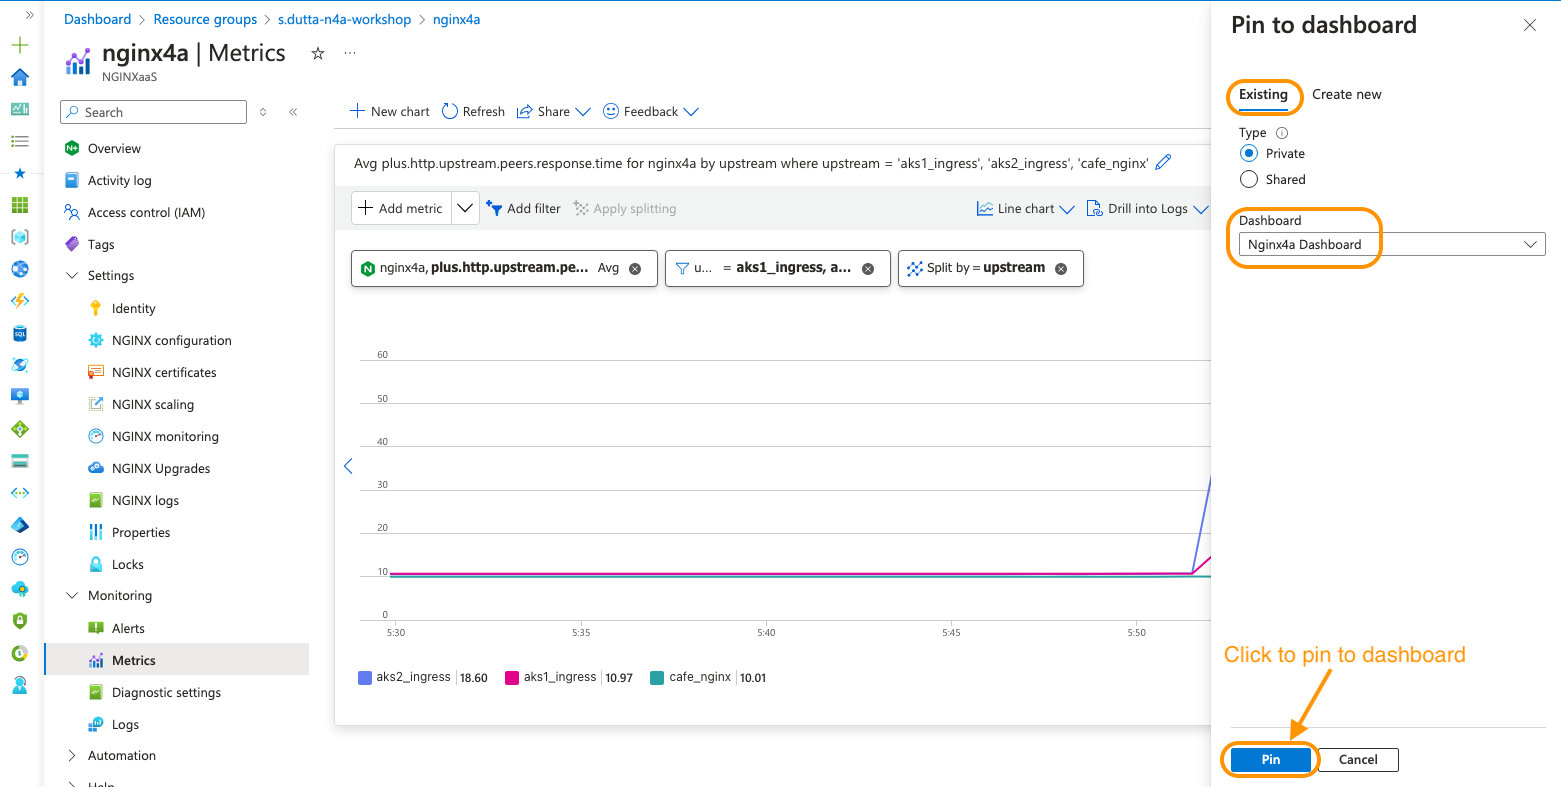 Dashboard > Resource groups > s.dutta-n4a-workshop > nginx4a
nginx4a | Metrics
NGINXaaS
Search
Overview
Activity log
Access control (IAM)
Tags
Settings
Identity
NGINX configuration
NGINX certificates
NGINX scaling
NGINX monitoring
NGINX Upgrades
NGINX logs
Properties
Locks
Monitoring
Alerts
Metrics
Diagnostic settings
Logs
Automation
Help
New chart Refresh Share Feedback
Avg plus.http.upstream.peers.response.time for nginx4a by upstream where upstream = 'aks1_ingress', 'aks2_ingress', 'cafe_nginx'
Add metric Add filter Apply splitting Line chart Drill into Logs
nginx4a, plus.http.upstream.pe... Avg u... = aks1_ingress, a... Split by = upstream
60
50
40
30
20
10
0
5:30 5:35 5:40 5:45 5:50
aks2_ingress 18.60 aks1_ingress 10.97 cafe_nginx 10.01
Pin to dashboard
Existing Create new
Type
Private
Shared
Dashboard
Nginx4a Dashboard
Click to pin to dashboard
Pin Cancel